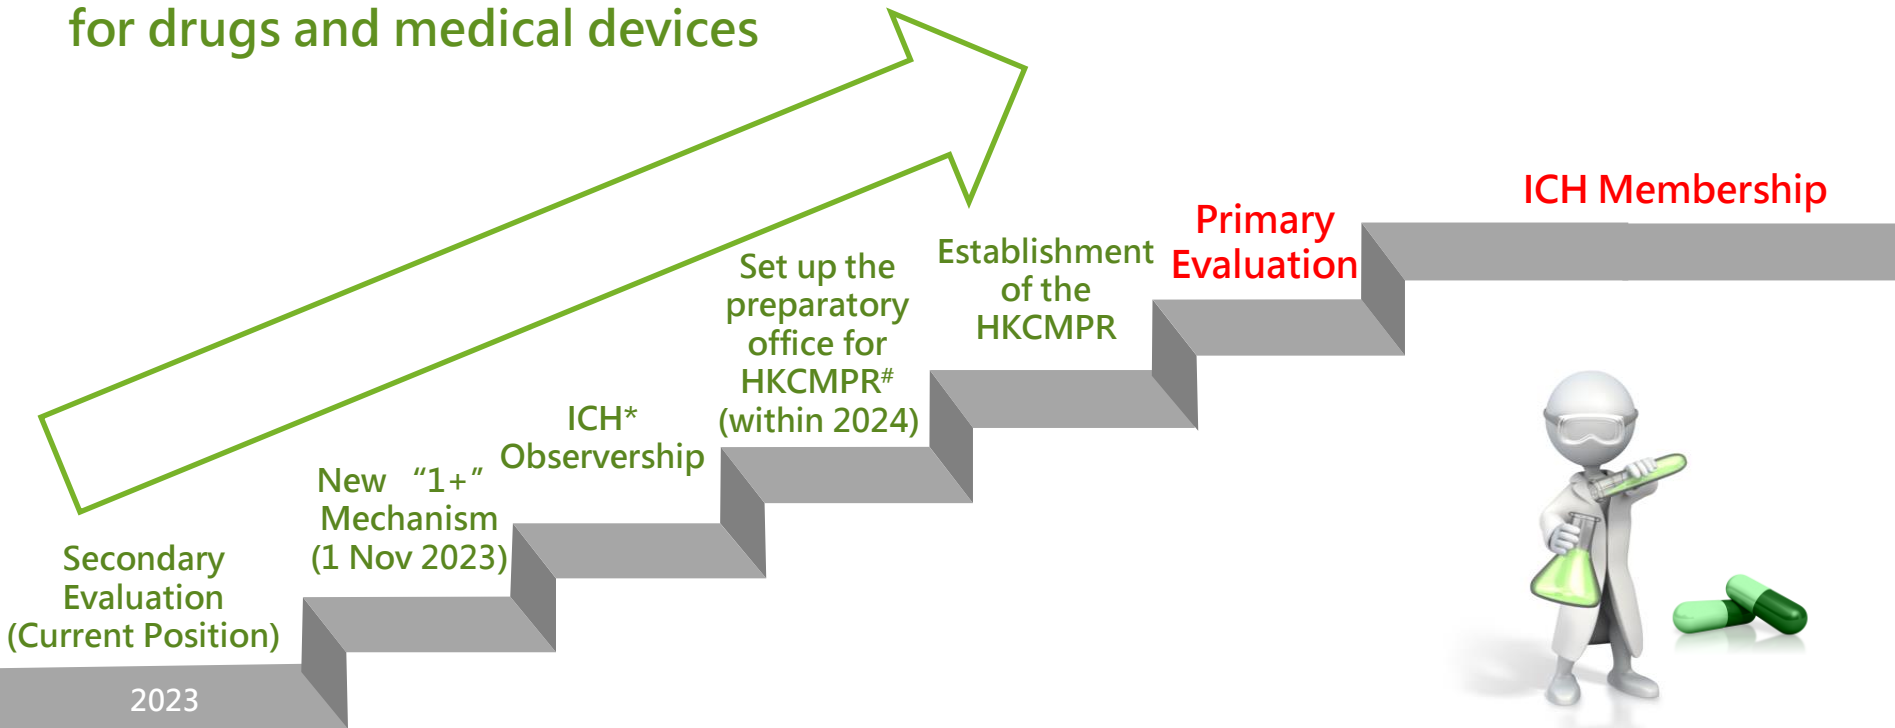 for drugs and medical devices
Secondary
Evaluation
(Current Position)
2023
New “1+”
Mechanism
(1 Nov 2023)
ICH*
Observership
Set up the
preparatory
office for
HKCMPR#
(within 2024)
Establishment
of the
HKCMPR
Primary
Evaluation
ICH Membership